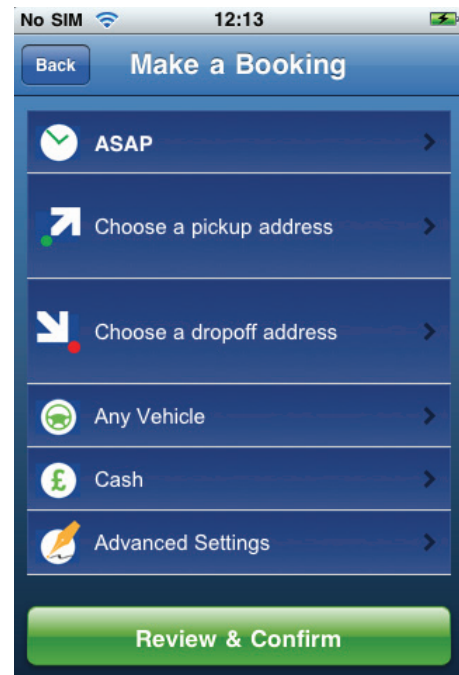 No SIM 12:13
Back Make a Booking
ASAP
Choose a pickup address
Choose a dropoff address
Any Vehicle
£ Cash
Advanced Settings
Review & Confirm